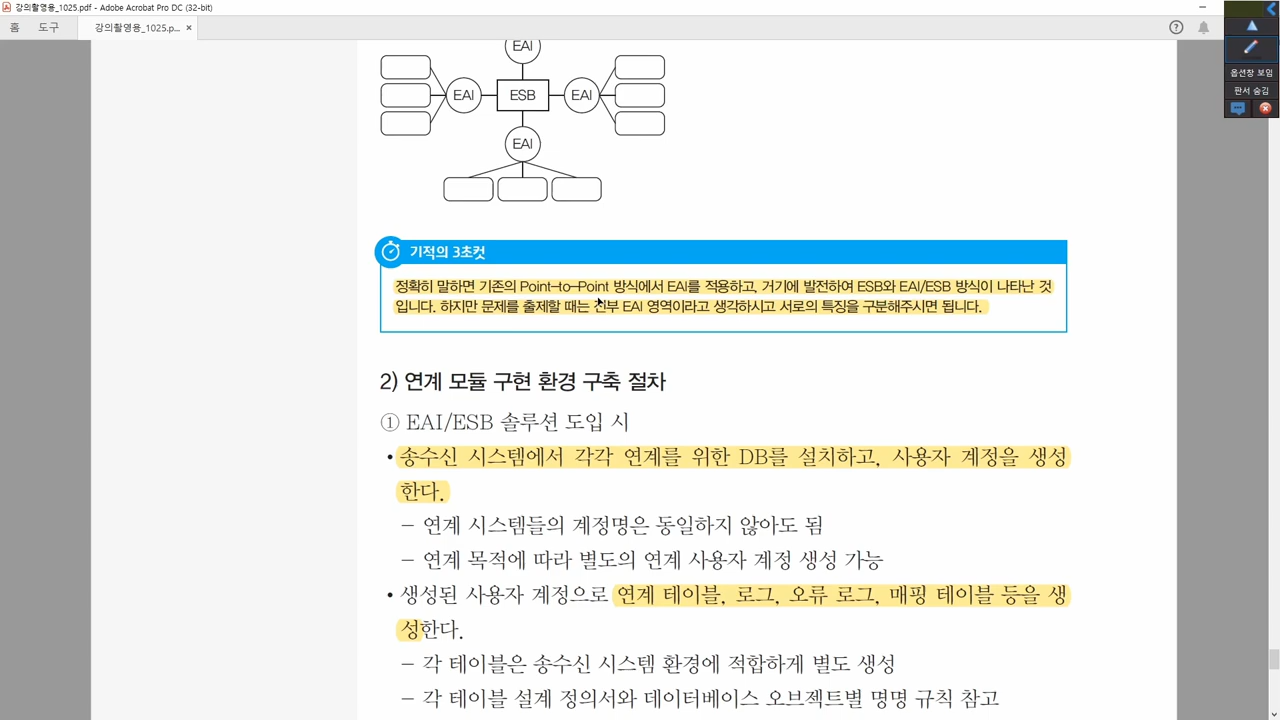 강의촬영용_1025.pdf - Adobe Acrobat Pro DC (32-bit)
홈 도구 강의촬영용_1025.p... ×
옵션창 보임
판서 숨김
EAI
EAI ESB EAI
EAI
기적의 3초컷
정확히 말하면 기존의 Point-to-Point 방식에서 EAI를 적용하고, 거기에 발전하여 ESB와 EAI/ESB 방식이 나타난 것
입니다. 하지만 문제를 출제할 때는 전부 EAI 영역이라고 생각하시고 서로의 특징을 구분해주시면 됩니다.
2) 연계 모듈 구현 환경 구축 절차
① EAI/ESB 솔루션 도입 시
• 송수신 시스템에서 각각 연계를 위한 DB를 설치하고, 사용자 계정을 생성
한다.
– 연계 시스템들의 계정명은 동일하지 않아도 됨
– 연계 목적에 따라 별도의 연계 사용자 계정 생성 가능
• 생성된 사용자 계정으로 연계 테이블, 로그, 오류 로그, 매핑 테이블 등을 생
성한다.
– 각 테이블은 송수신 시스템 환경에 적합하게 별도 생성
– 각 테이블 설계 정의서와 데이터베이스 오브젝트별 명명 규칙 참고